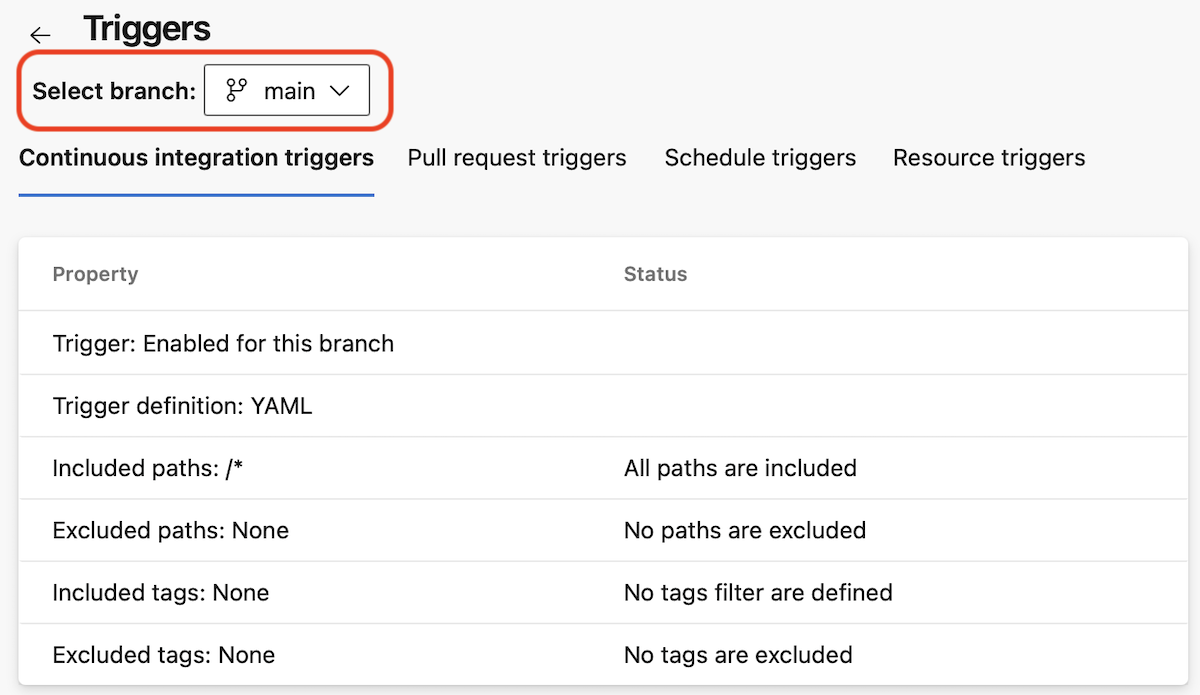 Triggers
Select branch: main
Continuous integration triggers Pull request triggers Schedule triggers Resource triggers
Property Status
Trigger: Enabled for this branch
Trigger definition: YAML
Included paths: /* All paths are included
Excluded paths: None No paths are excluded
Included tags: None No tags filter are defined
Excluded tags: None No tags are excluded